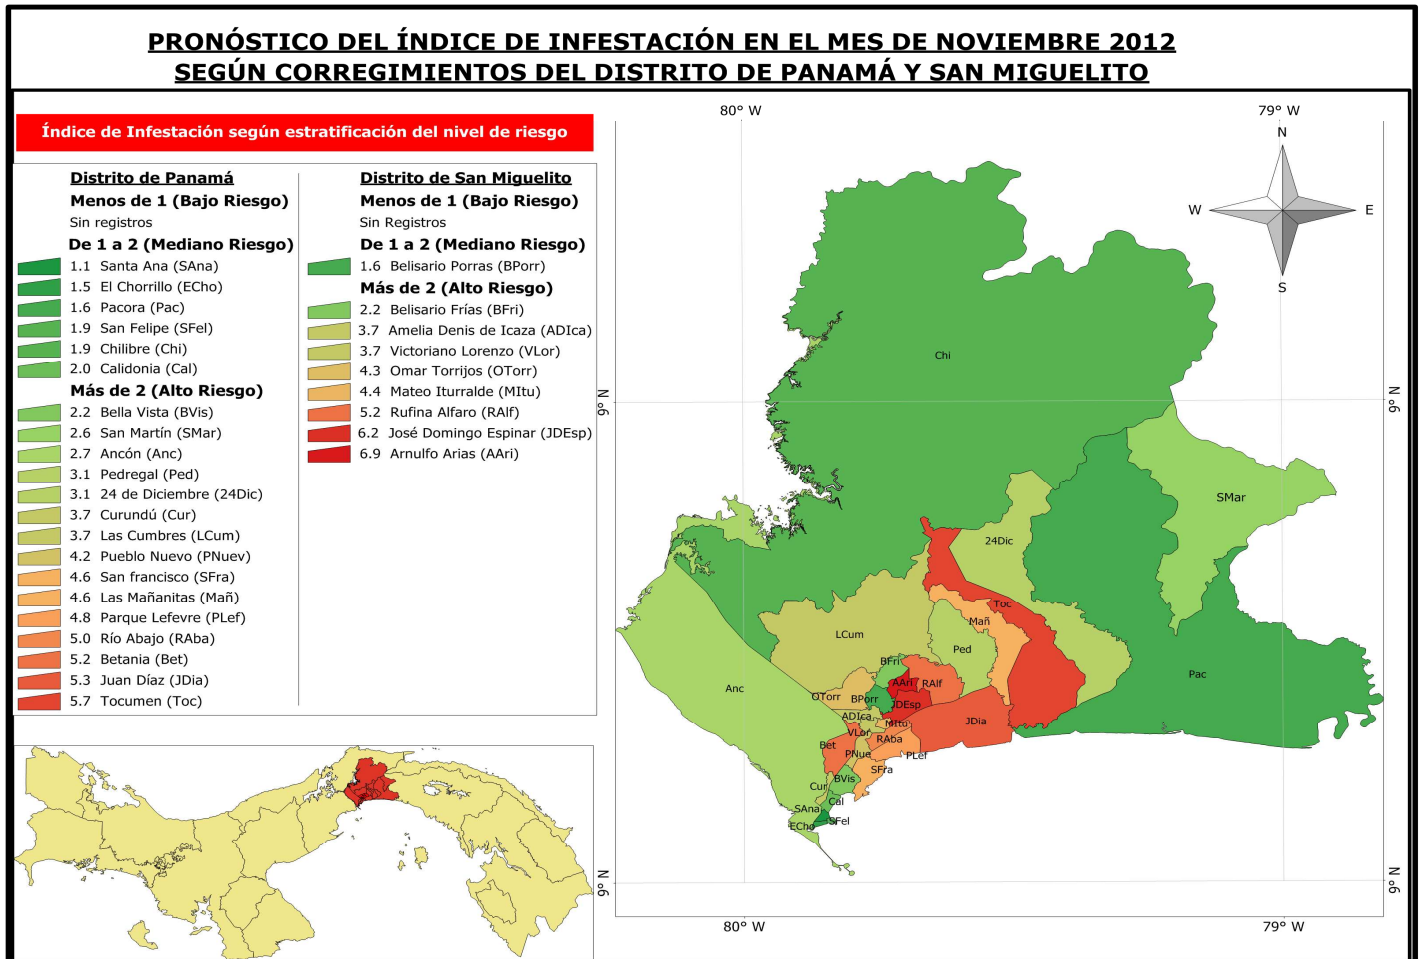 PRONÓSTICO DEL ÍNDICE DE INFESTACIÓN EN EL MES DE NOVIEMBRE 2012
SEGÚN CORREGIMIENTOS DEL DISTRITO DE PANAMÁ Y SAN MIGUELITO
Índice de Infestación según estratificación del nivel de riesgo
Distrito de Panamá
Menos de 1 (Bajo Riesgo)
Sin registros
De 1 a 2 (Mediano Riesgo)
1.1 Santa Ana (SAna)
1.5 El Chorrillo (ECho)
1.6 Pacora (Pac)
1.9 San Felipe (SFel)
1.9 Chilibre (Chi)
2.0 Calidonia (Cal)
Más de 2 (Alto Riesgo)
2.2 Bella Vista (BVis)
2.6 San Martín (SMar)
2.7 Ancón (Anc)
3.1 Pedregal (Ped)
3.1 24 de Diciembre (24Dic)
3.7 Curundú (Cur)
3.7 Las Cumbres (LCum)
4.2 Pueblo Nuevo (PNuev)
4.6 San francisco (SFra)
4.6 Las Mañanitas (Mañ)
4.8 Parque Lefevre (PLef)
5.0 Río Abajo (RAba)
5.2 Betania (Bet)
5.3 Juan Díaz (JDia)
5.7 Tocumen (Toc)
Distrito de San Miguelito
Menos de 1 (Bajo Riesgo)
Sin Registros
De 1 a 2 (Mediano Riesgo)
1.6 Belisario Porras (BPorr)
Más de 2 (Alto Riesgo)
2.2 Belisario Frías (BFri)
3.7 Amelia Denis de Icaza (ADIca)
3.7 Victoriano Lorenzo (VLor)
4.3 Omar Torrijos (OTorr)
4.4 Mateo Iturralde (MItu)
5.2 Rufina Alfaro (RAlf)
6.2 José Domingo Espinar (JDEsp)
6.9 Arnulfo Arias (AAri)
80° W
79° W
N
W
E
S
9° N
9° N
Chi
SMar
24Dic
Toc
Mañ
LCum
Ped
BFri
Pac
AAri
RAlf
Anc
OTorr
BPorr
JDEsp
ADIca
MItu
JDia
VLor
RAba
Bet
PNue
PLef
SFra
BVis
Cur
Cal
SAna
SFel
ECho
9° N
9° N
80° W
79° W